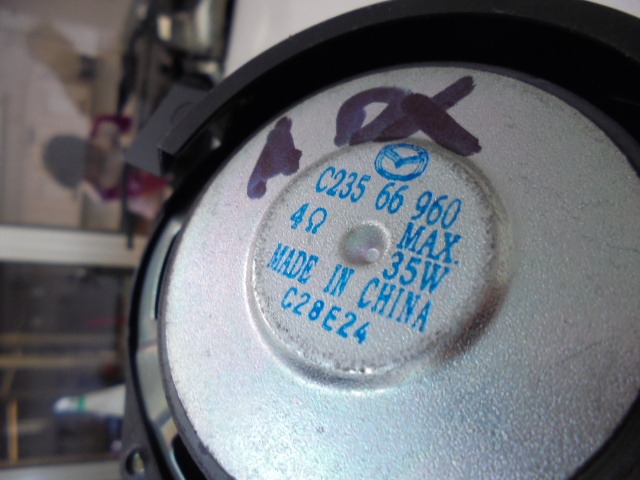 C235 66 960
4Ω MAX.
35W
MADE IN CHINA
C28E24